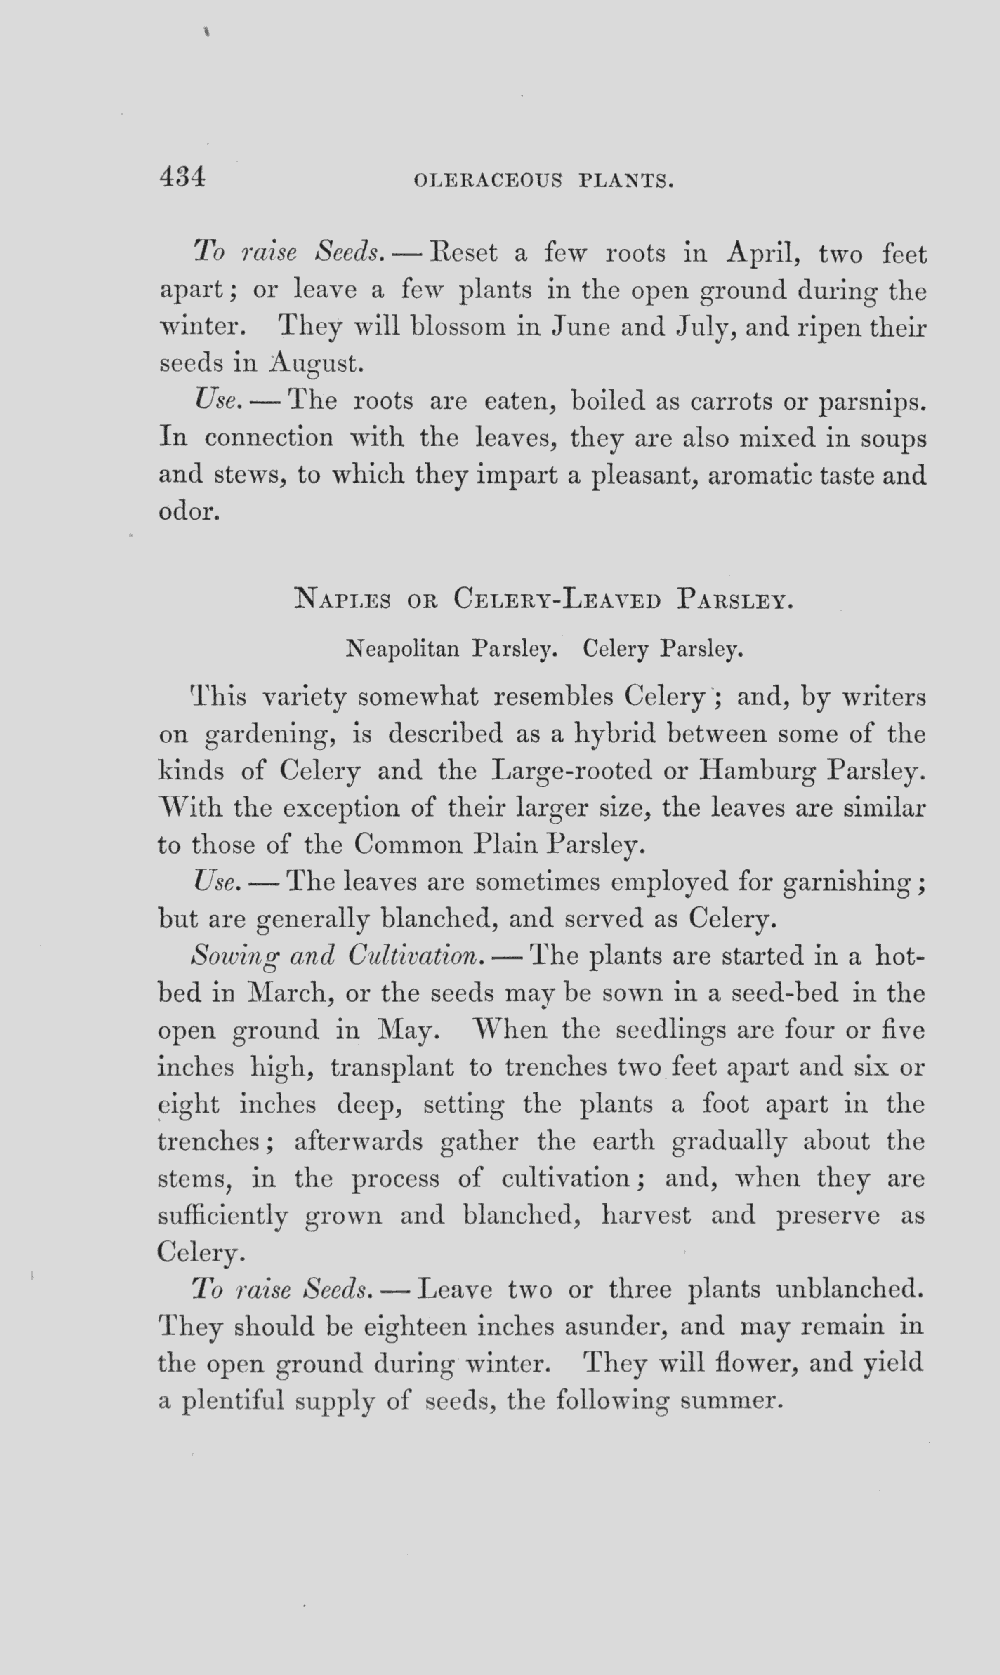 434 OLERACEOUS PLANTS.
To raise Seeds. — Reset a few roots in April, two feet
apart; or leave a few plants in the open ground during the
winter. They will blossom in June and July, and ripen their
seeds in August.
Use. — The roots are eaten, boiled as carrots or parsnips.
In connection with the leaves, they are also mixed in soups
and stews, to which they impart a pleasant, aromatic taste and
odor.
Naples or Celery-Leaved Parsley.
Neapolitan Parsley. Celery Parsley.
This variety somewhat resembles Celery; and, by writers
on gardening, is described as a hybrid between some of the
kinds of Celery and the Large-rooted or Hamburg Parsley.
With the exception of their larger size, the leaves are similar
to those of the Common Plain Parsley.
Use. — The leaves are sometimes employed for garnishing;
but are generally blanched, and served as Celery.
Sowing and Cultivation. — The plants are started in a hot-
bed in March, or the seeds may be sown in a seed-bed in the
open ground in May. When the seedlings are four or five
inches high, transplant to trenches two feet apart and six or
eight inches deep, setting the plants a foot apart in the
trenches; afterwards gather the earth gradually about the
stems, in the process of cultivation; and, when they are
sufficiently grown and blanched, harvest and preserve as
Celery.
To raise Seeds. — Leave two or three plants unblanched.
They should be eighteen inches asunder, and may remain in
the open ground during winter. They will flower, and yield
a plentiful supply of seeds, the following summer.